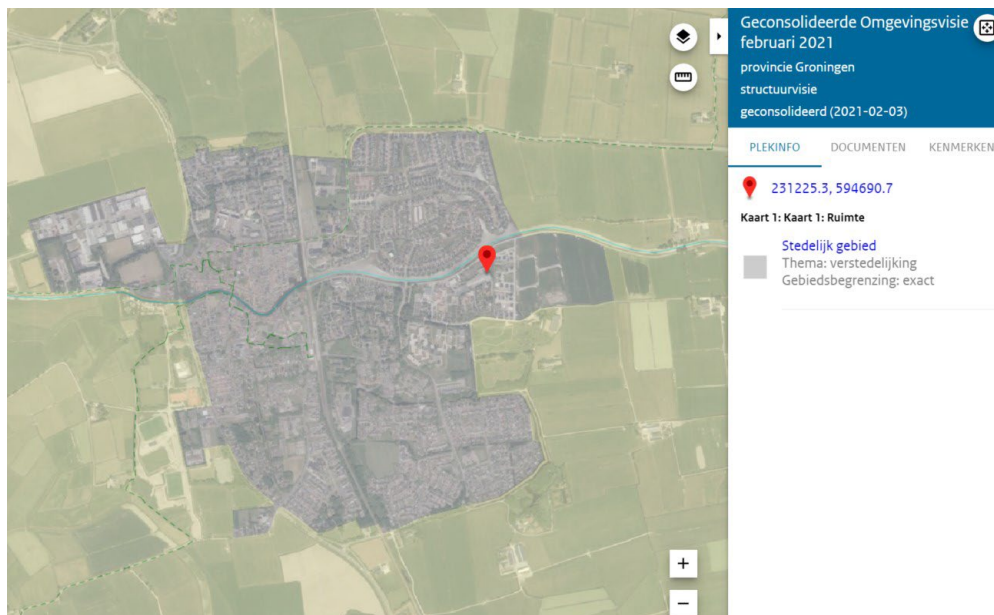 Geconsolideerde Omgevingsvisie
februari 2021
provincie Groningen
structuurvisie
geconsolideerd (2021-02-03)
PLEKINFO DOCUMENTEN KENMERKEN
231225.3, 594690.7
Kaart 1: Kaart 1: Ruimte
Stedelijk gebied
Thema: verstedelijking
Gebiedsbegrenzing: exact
+
−